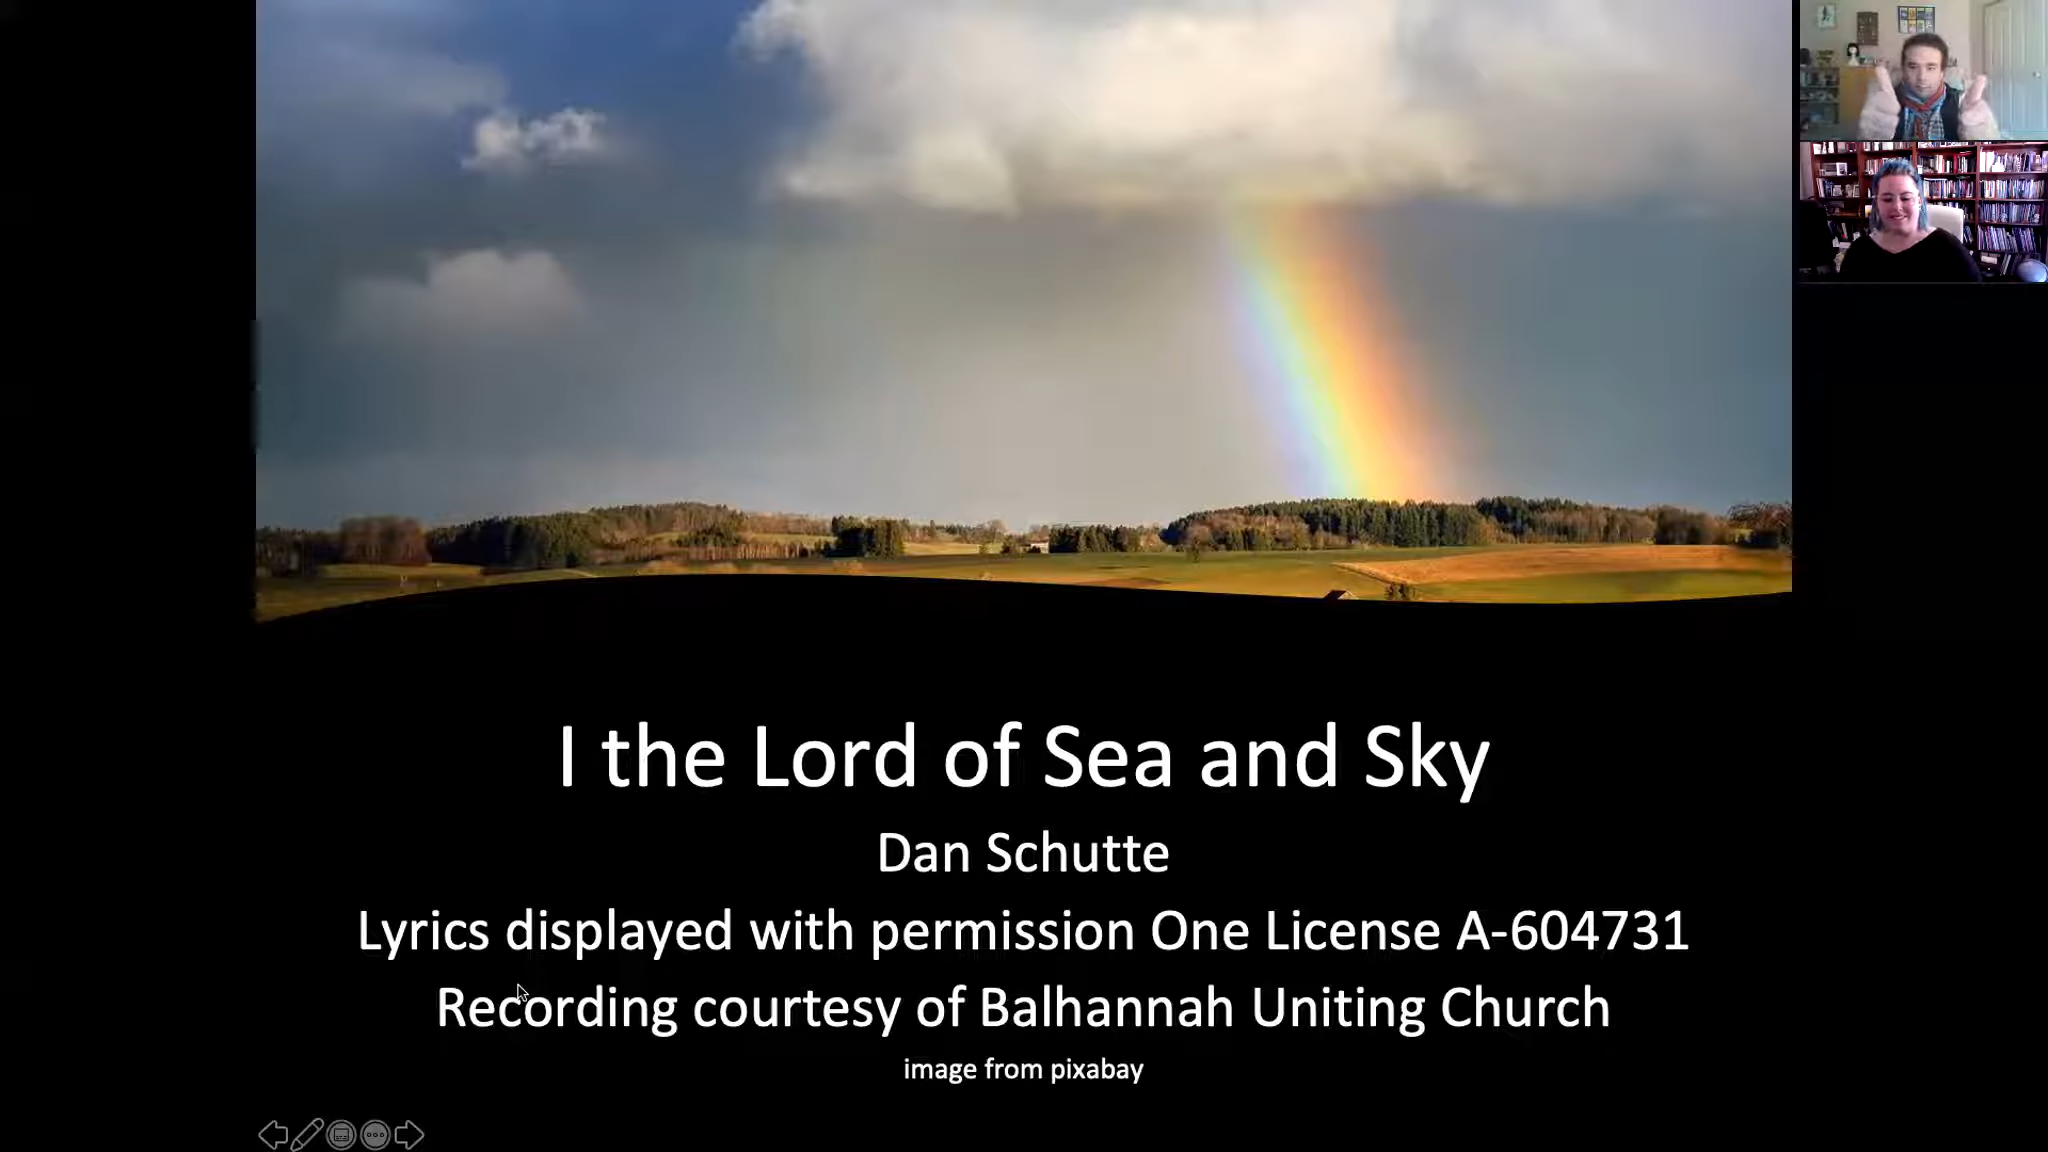 I the Lord of Sea and Sky
Dan Schutte
Lyrics displayed with permission One License A-604731
Recording courtesy of Balhannah Uniting Church
image from pixabay